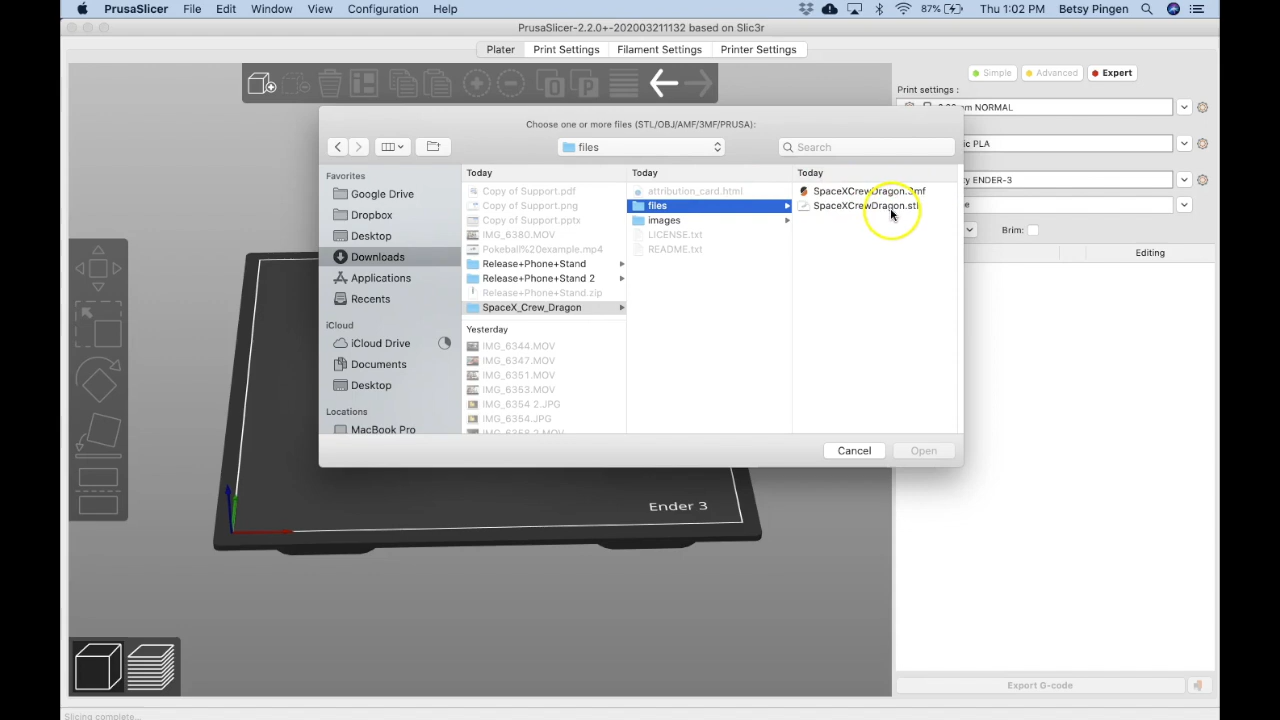 PrusaSlicer File Edit Window View Configuration Help 87% Thu 1:02 PM Betsy Pingen
PrusaSlicer-2.2.0+-202003211132 based on Slic3r
Plater Print Settings Filament Settings Printer Settings
Simple Advanced Expert
Print settings :
NORMAL
PLA
ENDER-3
Brim:
Editing
Choose one or more files (STL/OBJ/AMF/3MF/PRUSA):
files
Search
Favorites
Google Drive
Dropbox
Desktop
Downloads
Applications
Recents
iCloud
iCloud Drive
Documents
Desktop
Locations
MacBook Pro
Today
Copy of Support.pdf
Copy of Support.png
Copy of Support.pptx
IMG_6380.MOV
Pokeball%20example.mp4
Release+Phone+Stand
Release+Phone+Stand 2
Release+Phone+Stand.zip
SpaceX_Crew_Dragon
Yesterday
IMG_6344.MOV
IMG_6347.MOV
IMG_6351.MOV
IMG_6353.MOV
IMG_6354 2.JPG
IMG_6354.JPG
IMG_6358 2.MOV
Today
attribution_card.html
files
images
LICENSE.txt
README.txt
Today
SpaceXCrewDragon.3mf
SpaceXCrewDragon.stl
Cancel Open
Ender 3
Export G-code
Slicing complete...